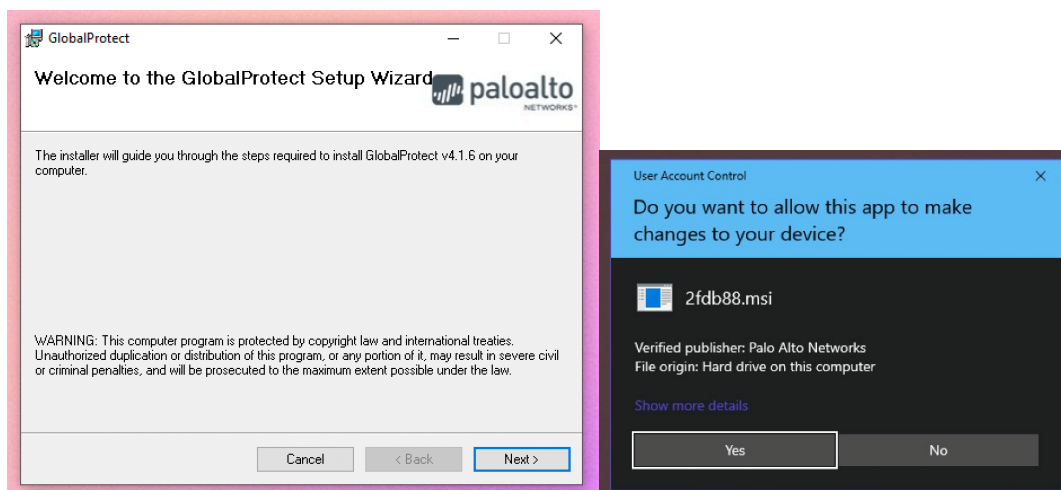 GlobalProtect
Welcome to the GlobalProtect Setup Wizard
paloalto
NETWORKS
The installer will guide you through the steps required to install GlobalProtect v4.1.6 on your
computer.
WARNING: This computer program is protected by copyright law and international treaties.
Unauthorized duplication or distribution of this program, or any portion of it, may result in severe civil
or criminal penalties, and will be prosecuted to the maximum extent possible under the law.
Cancel
< Back
Next >
User Account Control
Do you want to allow this app to make
changes to your device?
2fdb88.msi
Verified publisher: Palo Alto Networks
File origin: Hard drive on this computer
Show more details
Yes
No